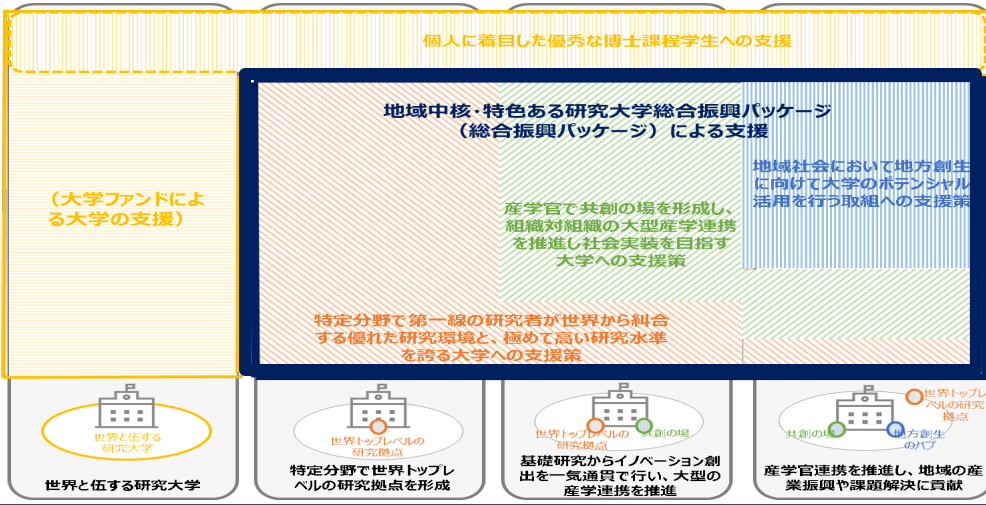 個人に着目した優秀な博士課程学生への支援
地域中核・特色ある研究大学総合振興パッケージ
（総合振興パッケージ）による支援
（大学ファンドによ
る大学の支援）
地域社会において地方創生
に向けて大学のポテンシャル
活用を行う取組への支援策
産学官で共創の場を形成し、
組織対組織の大型産学連携
を推進し社会実装を目指す
大学への支援策
特定分野で第一線の研究者が世界から糾合
する優れた研究環境と、極めて高い研究水準
を誇る大学への支援策
世界と伍する
研究大学
世界と伍する研究大学
世界トップレベルの
研究拠点
特定分野で世界トップレ
ベルの研究拠点を形成
世界トップレベルの
研究拠点
共創の場
基礎研究からイノベーション創
出を一気通貫で行い、大型の
産学連携を推進
世界トップレ
ベルの研究
拠点
共創の場
地方創生
のハブ
産学官連携を推進し、地域の産
業振興や課題解決に貢献